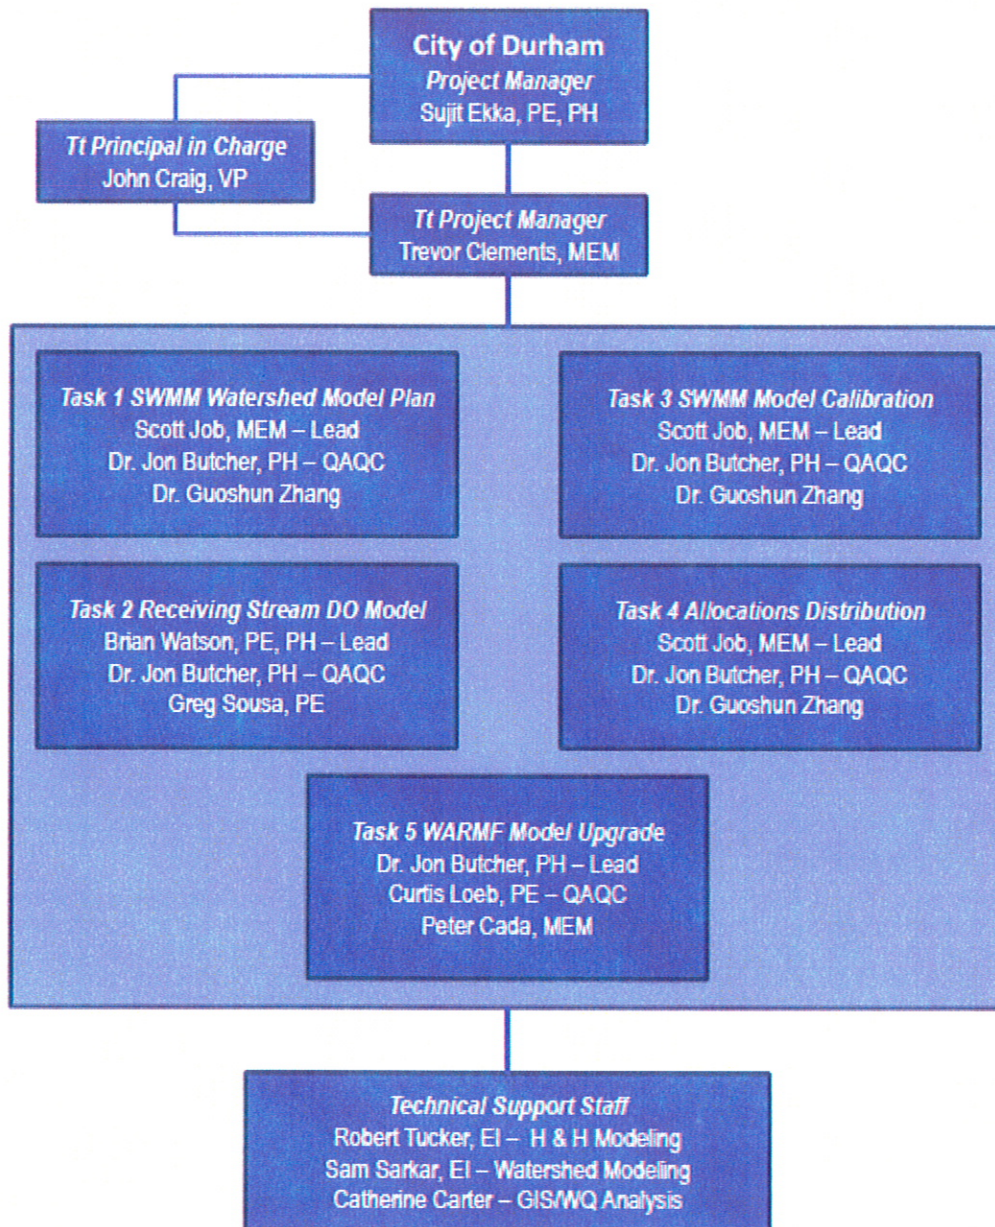 City of Durham
Project Manager
Sujit Ekka, PE, PH
Tt Principal in Charge
John Craig, VP
Tt Project Manager
Trevor Clements, MEM
Task 1 SWMM Watershed Model Plan
Scott Job, MEM – Lead
Dr. Jon Butcher, PH – QAQC
Dr. Guoshun Zhang
Task 3 SWMM Model Calibration
Scott Job, MEM – Lead
Dr. Jon Butcher, PH – QAQC
Dr. Guoshun Zhang
Task 2 Receiving Stream DO Model
Brian Watson, PE, PH – Lead
Dr. Jon Butcher, PH – QAQC
Greg Sousa, PE
Task 4 Allocations Distribution
Scott Job, MEM – Lead
Dr. Jon Butcher, PH – QAQC
Dr. Guoshun Zhang
Task 5 WARMF Model Upgrade
Dr. Jon Butcher, PH – Lead
Curtis Loeb, PE – QAQC
Peter Cada, MEM
Technical Support Staff
Robert Tucker, EI – H & H Modeling
Sam Sarkar, EI – Watershed Modeling
Catherine Carter – GIS/WQ Analysis